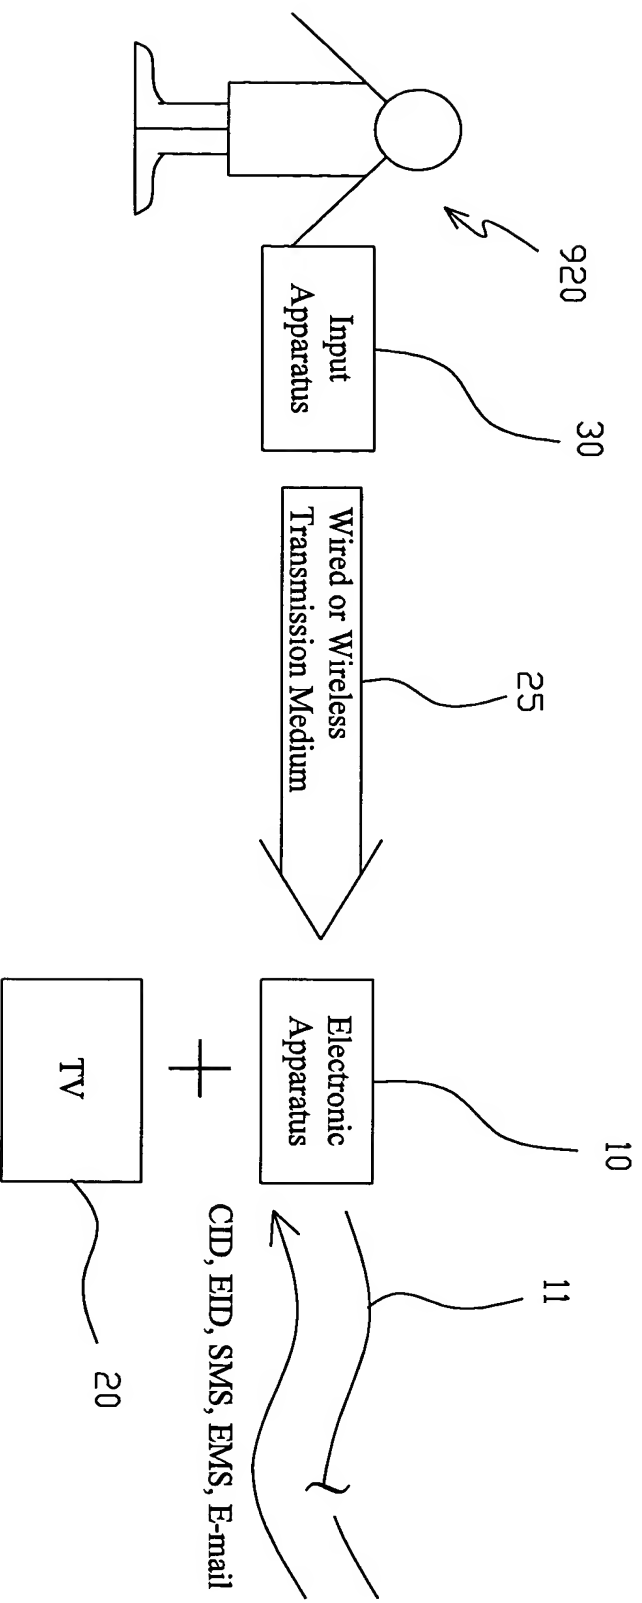 920
30
Input
Apparatus
25
Wired or Wireless
Transmission Medium
10
Electronic
Apparatus
11
CID, EID, SMS, EMS, E-mail
TV
20